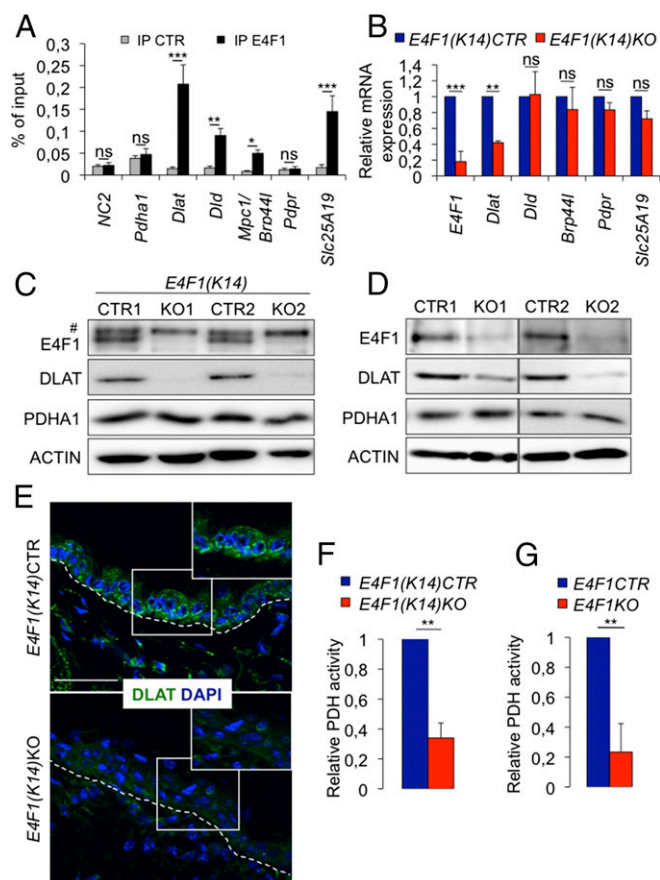 A
IP CTR
IP E4F1
% of input
0,3
0,25
0,2
0,15
0,1
0,05
0
ns
ns
***
**
*
ns
***
NC2
Pdha1
Dlat
Dld
Mpc1/
Brp44l
Pdpr
Slc25A19
B
E4F1(K14)CTR
E4F1(K14)KO
Relative mRNA
expression
1,4
1,2
1
0,8
0,6
0,4
0,2
0
***
**
ns
ns
ns
ns
E4F1
Dlat
Dld
Brp44l
Pdpr
Slc25A19
C
E4F1(K14)
CTR1 KO1 CTR2 KO2
#
E4F1
DLAT
PDHA1
ACTIN
D
CTR1 KO1 CTR2 KO2
E4F1
DLAT
PDHA1
ACTIN
E
E4F1(K14)CTR
DLAT DAPI
E4F1(K14)KO
F
E4F1(K14)CTR
E4F1(K14)KO
Relative PDH activity
1
0,8
0,6
0,4
0,2
0
**
G
E4F1CTR
E4F1KO
Relative PDH activity
1
0,8
0,6
0,4
0,2
0
**